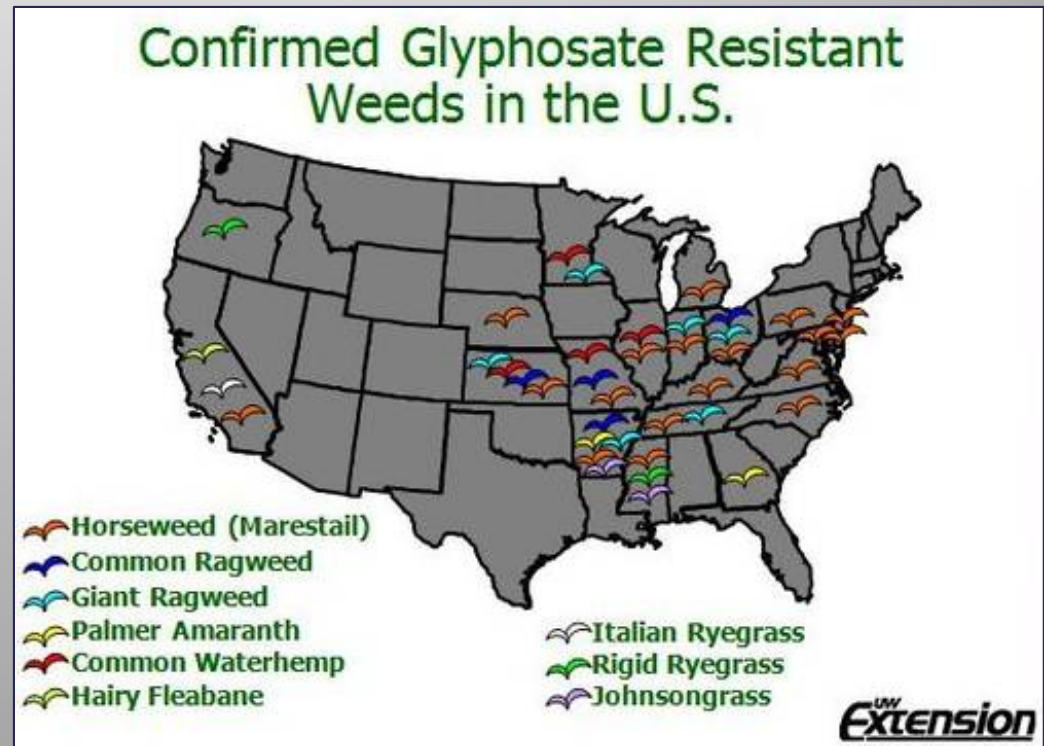 Confirmed Glyphosate Resistant
Weeds in the U.S.
Horseweed (Marestail)
Common Ragweed
Giant Ragweed
Palmer Amaranth
Common Waterhemp
Hairy Fleabane
Italian Ryegrass
Rigid Ryegrass
Johnsongrass
UW
Extension